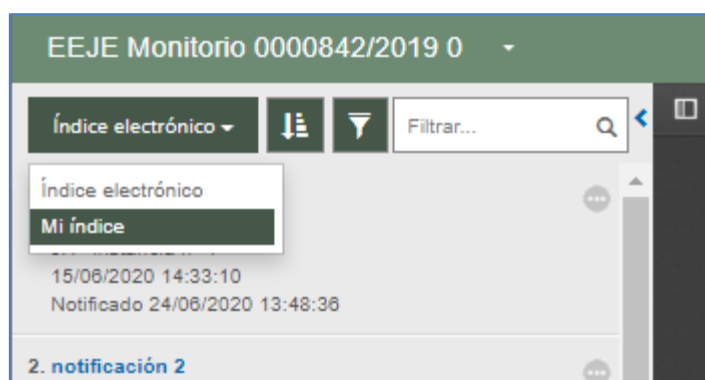 EEJE Monitorio 0000842/2019 0
Índice electrónico
Filtrar...
Índice electrónico
Mi índice
15/06/2020 14:33:10
Notificado 24/06/2020 13:48:36
2. notificación 2